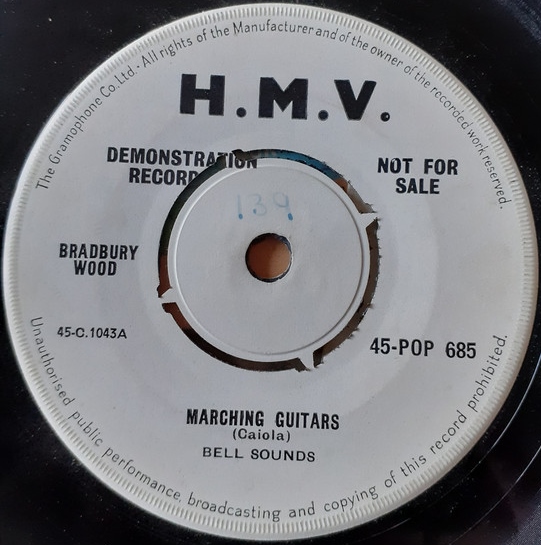 The Gramophone Co. Ltd. - All rights of the Manufacturer and of the owner of the recorded work reserved.
H.M.V.
DEMONSTRATION
RECORD
NOT FOR
SALE
139
BRADBURY
WOOD
45-C.1043A
45-POP 685
MARCHING GUITARS
(Caiola)
BELL SOUNDS
Unauthorised public performance, broadcasting and copying of this record prohibited.